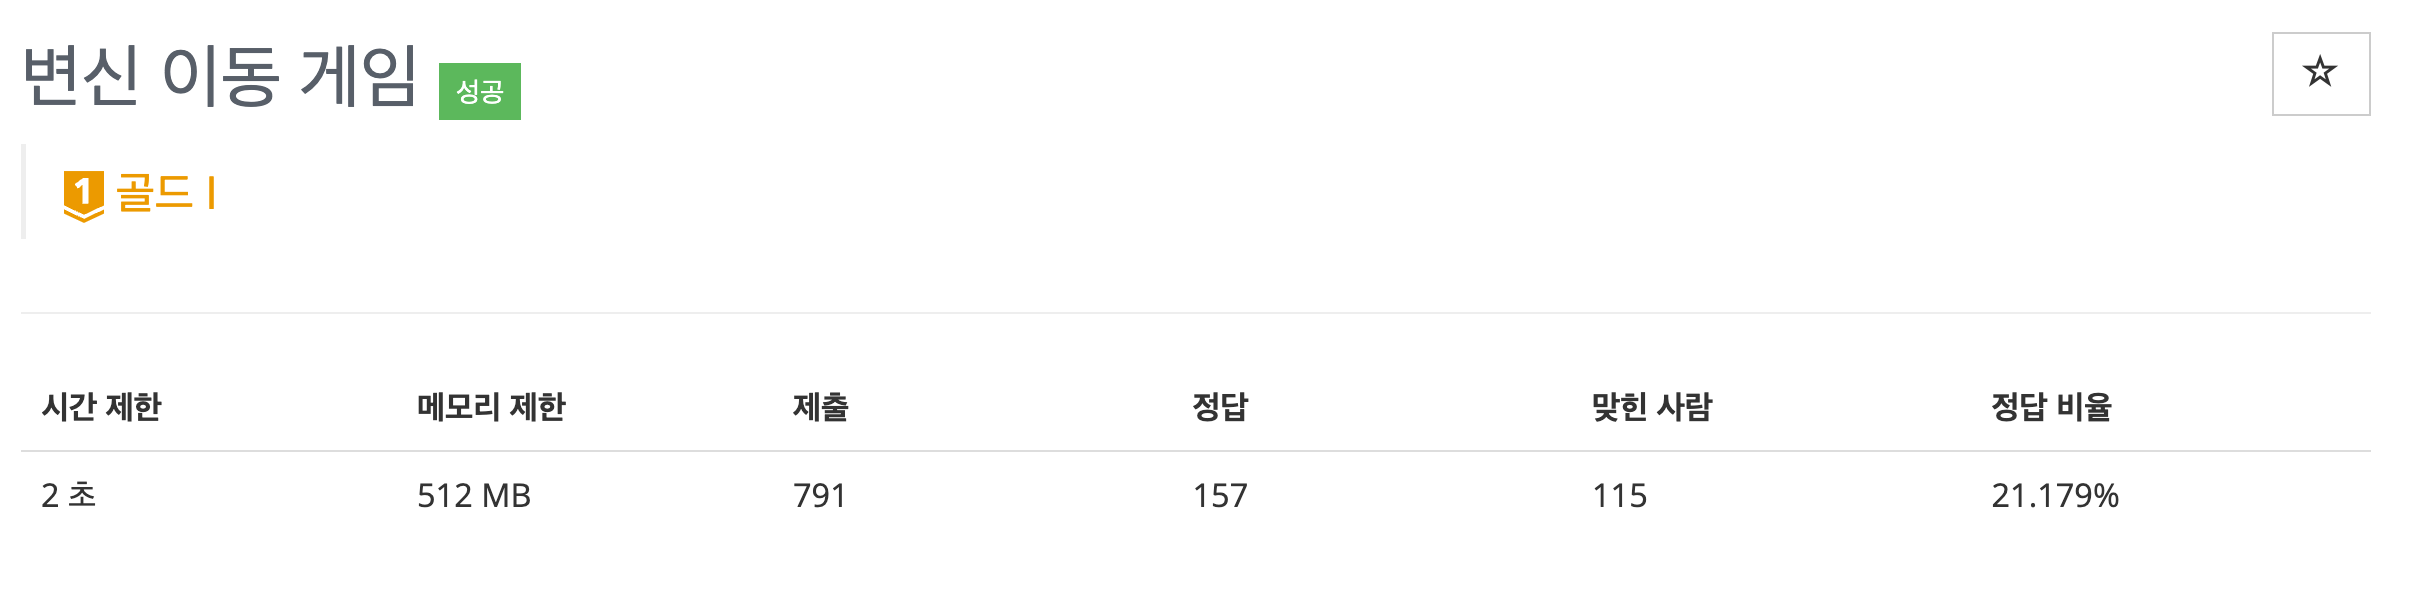 변신 이동 게임 성공
☆
1 골드 I
시간 제한 메모리 제한 제출 정답 맞힌 사람 정답 비율
2 초 512 MB 791 157 115 21.179%